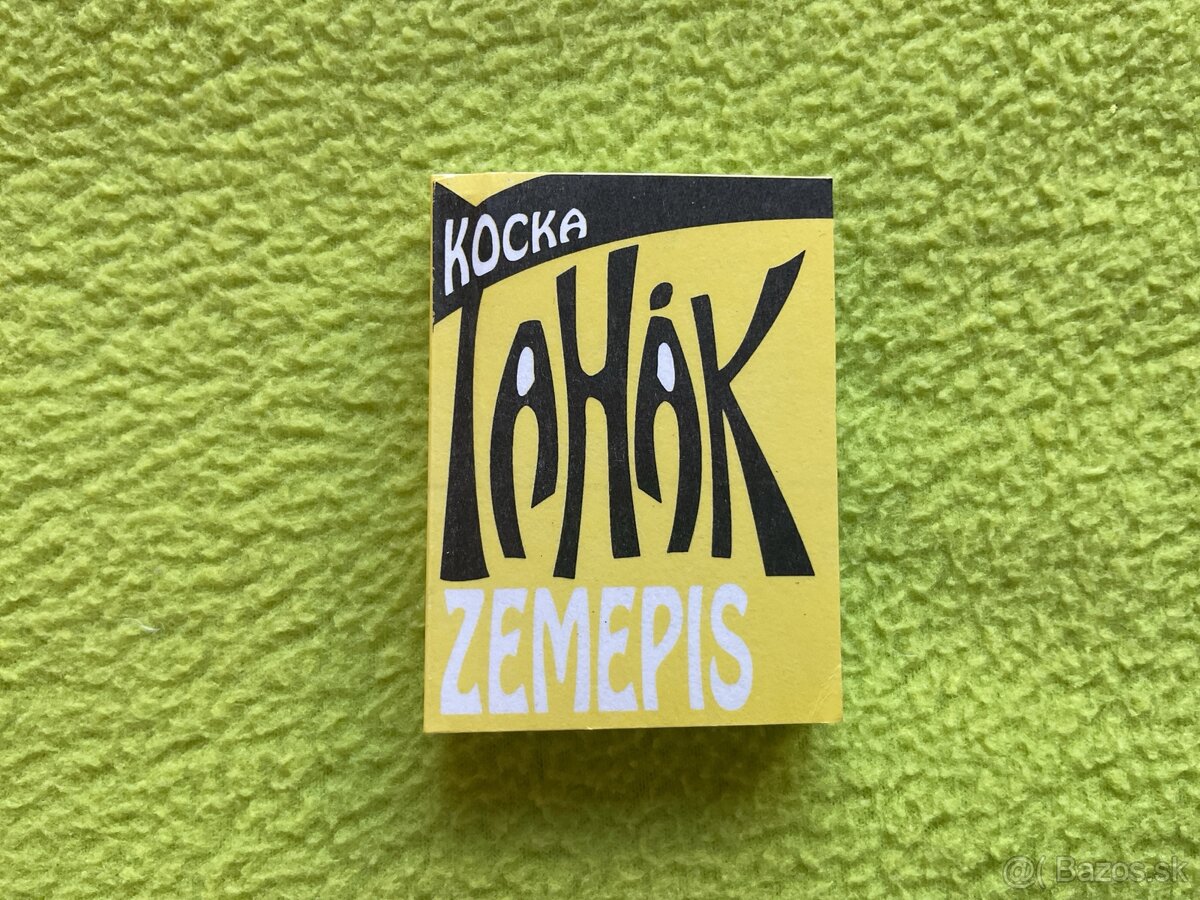 KOCKA
ŤAHÁK
ZEMEPIS
@( Bazos.sk